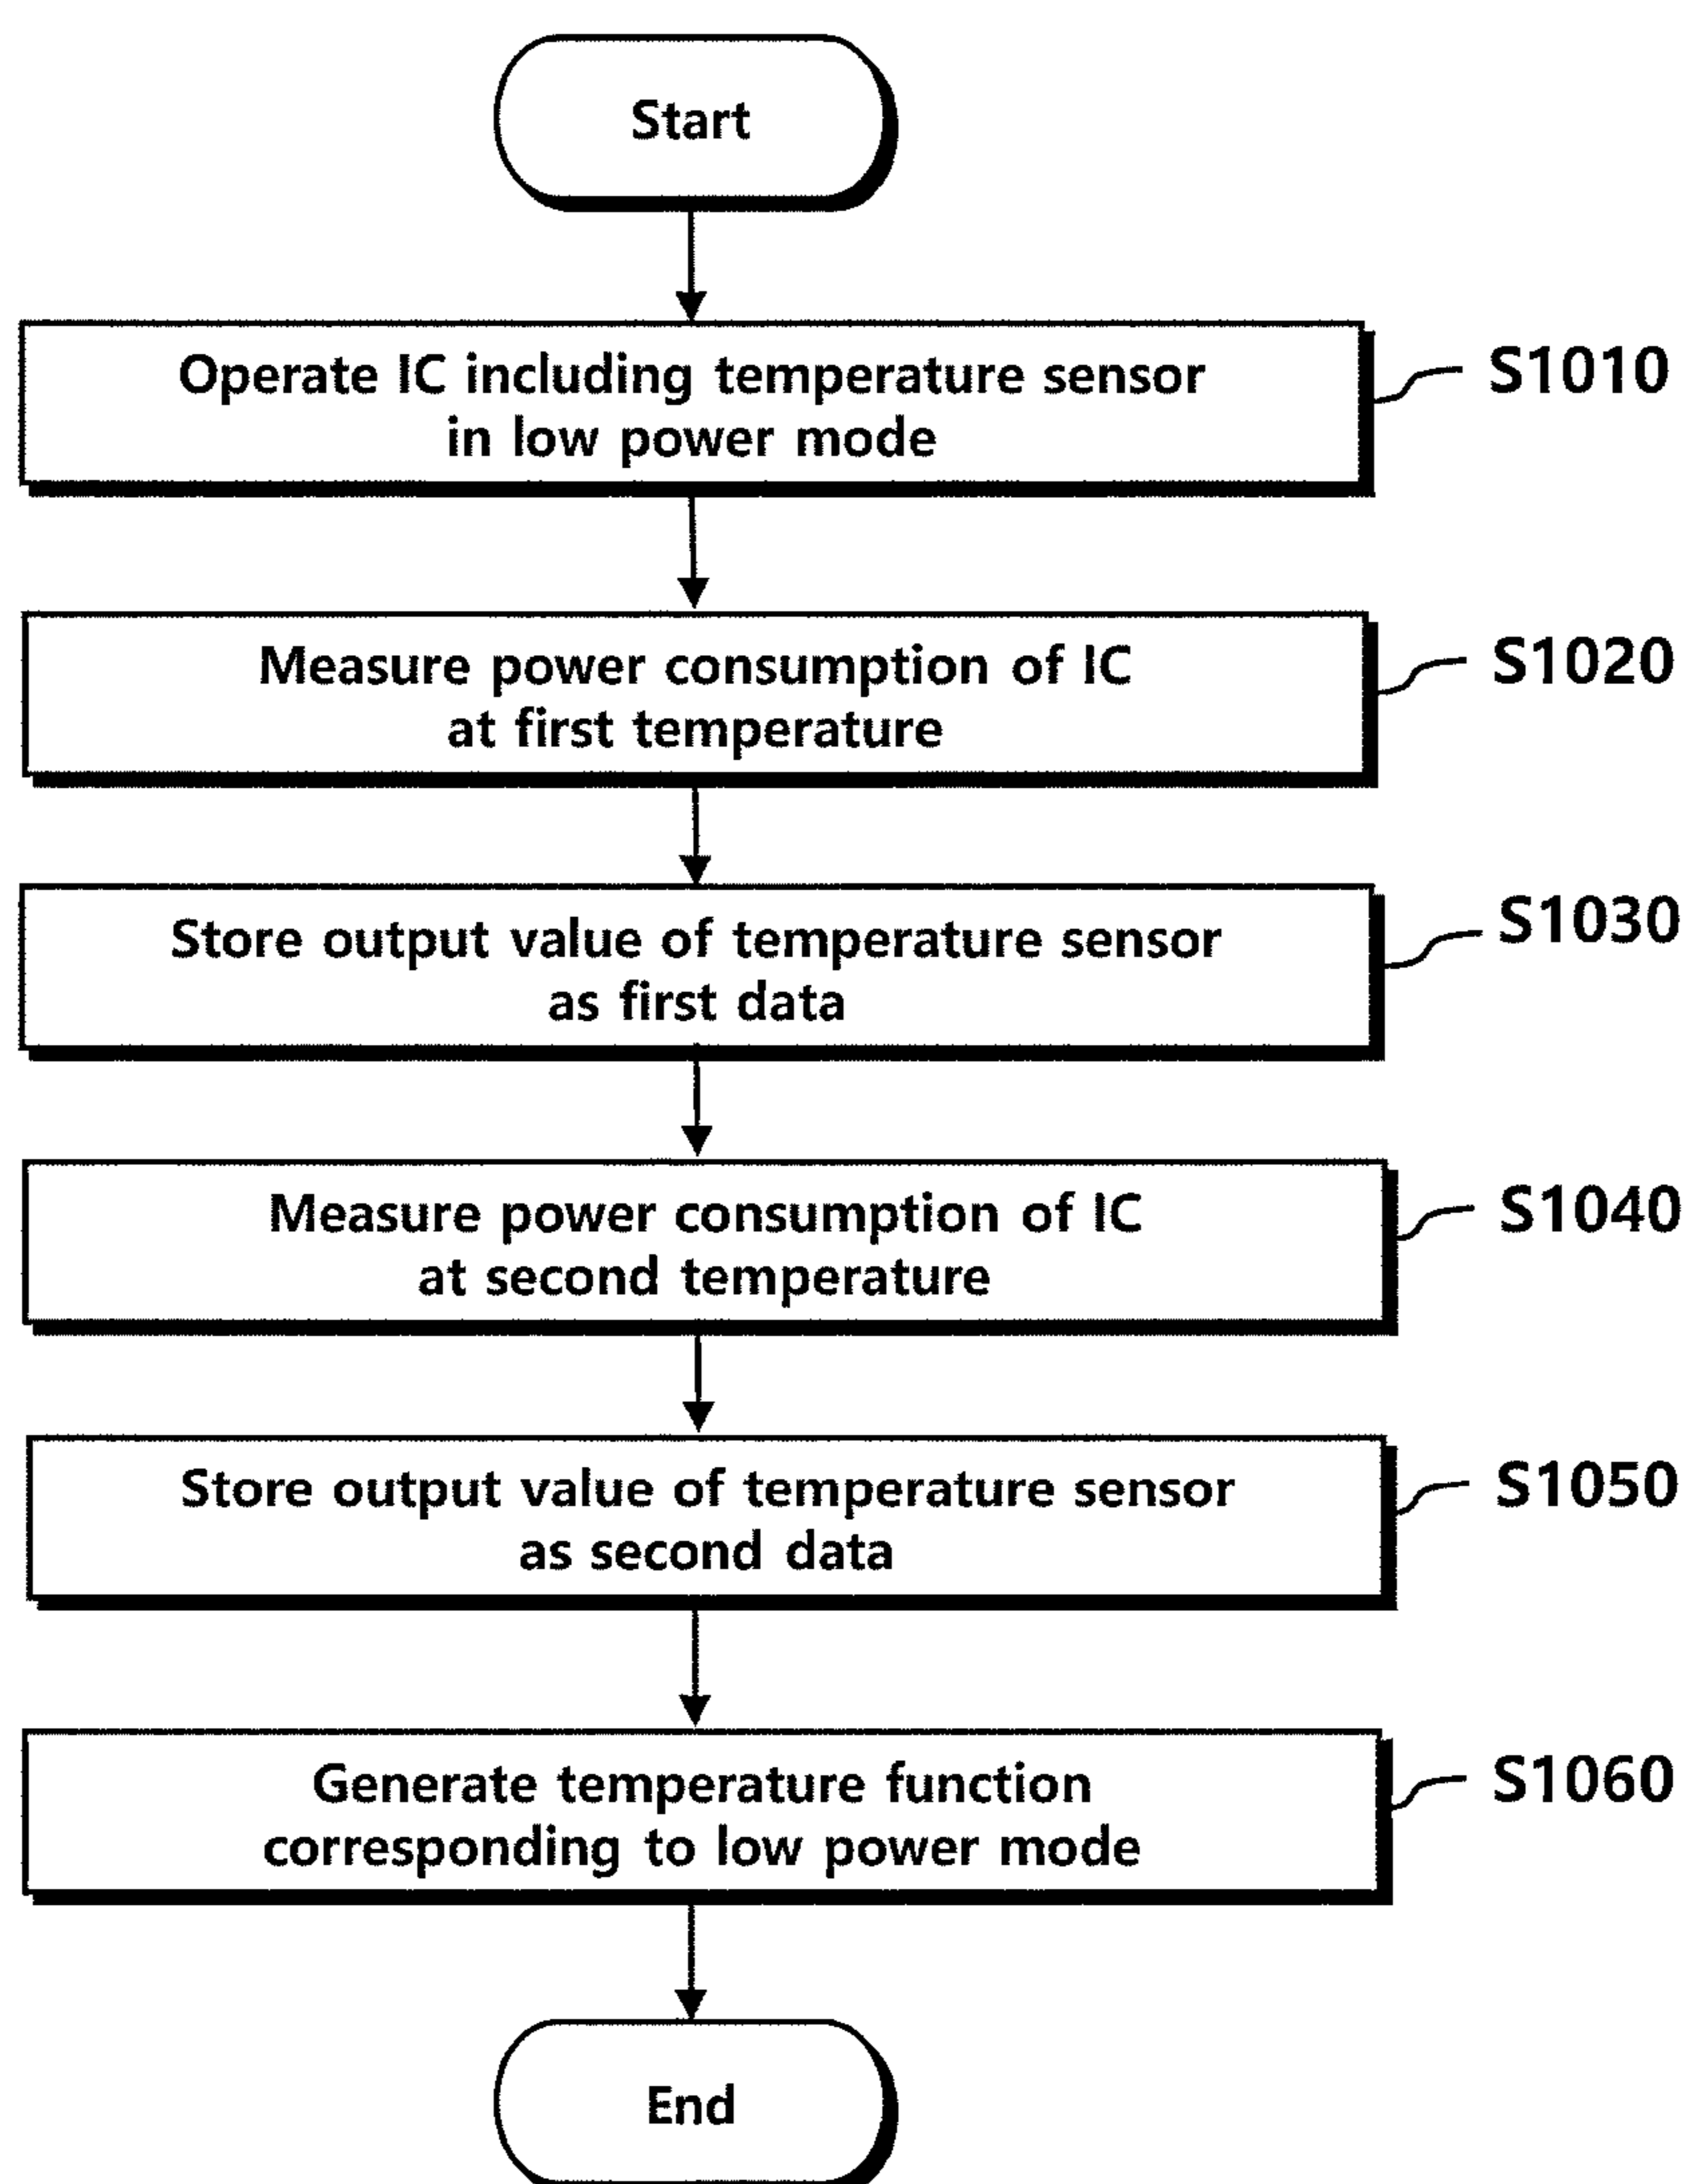 Start
Operate IC including temperature sensor
in low power mode
S1010
Measure power consumption of IC
at first temperature
S1020
Store output value of temperature sensor
as first data
S1030
Measure power consumption of IC
at second temperature
S1040
Store output value of temperature sensor
as second data
S1050
Generate temperature function
corresponding to low power mode
S1060
End